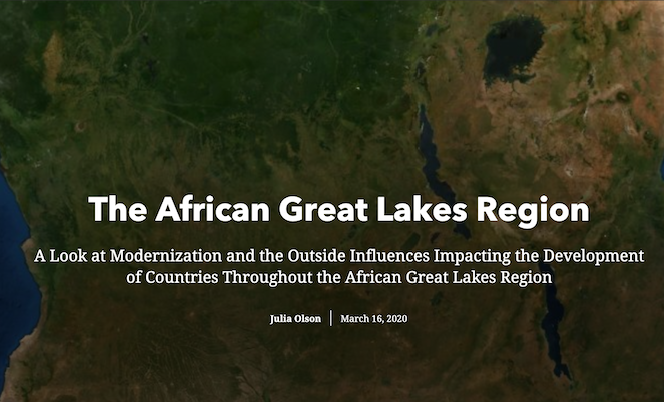 The African Great Lakes Region
A Look at Modernization and the Outside Influences Impacting the Development
of Countries Throughout the African Great Lakes Region
Julia Olson | March 16, 2020